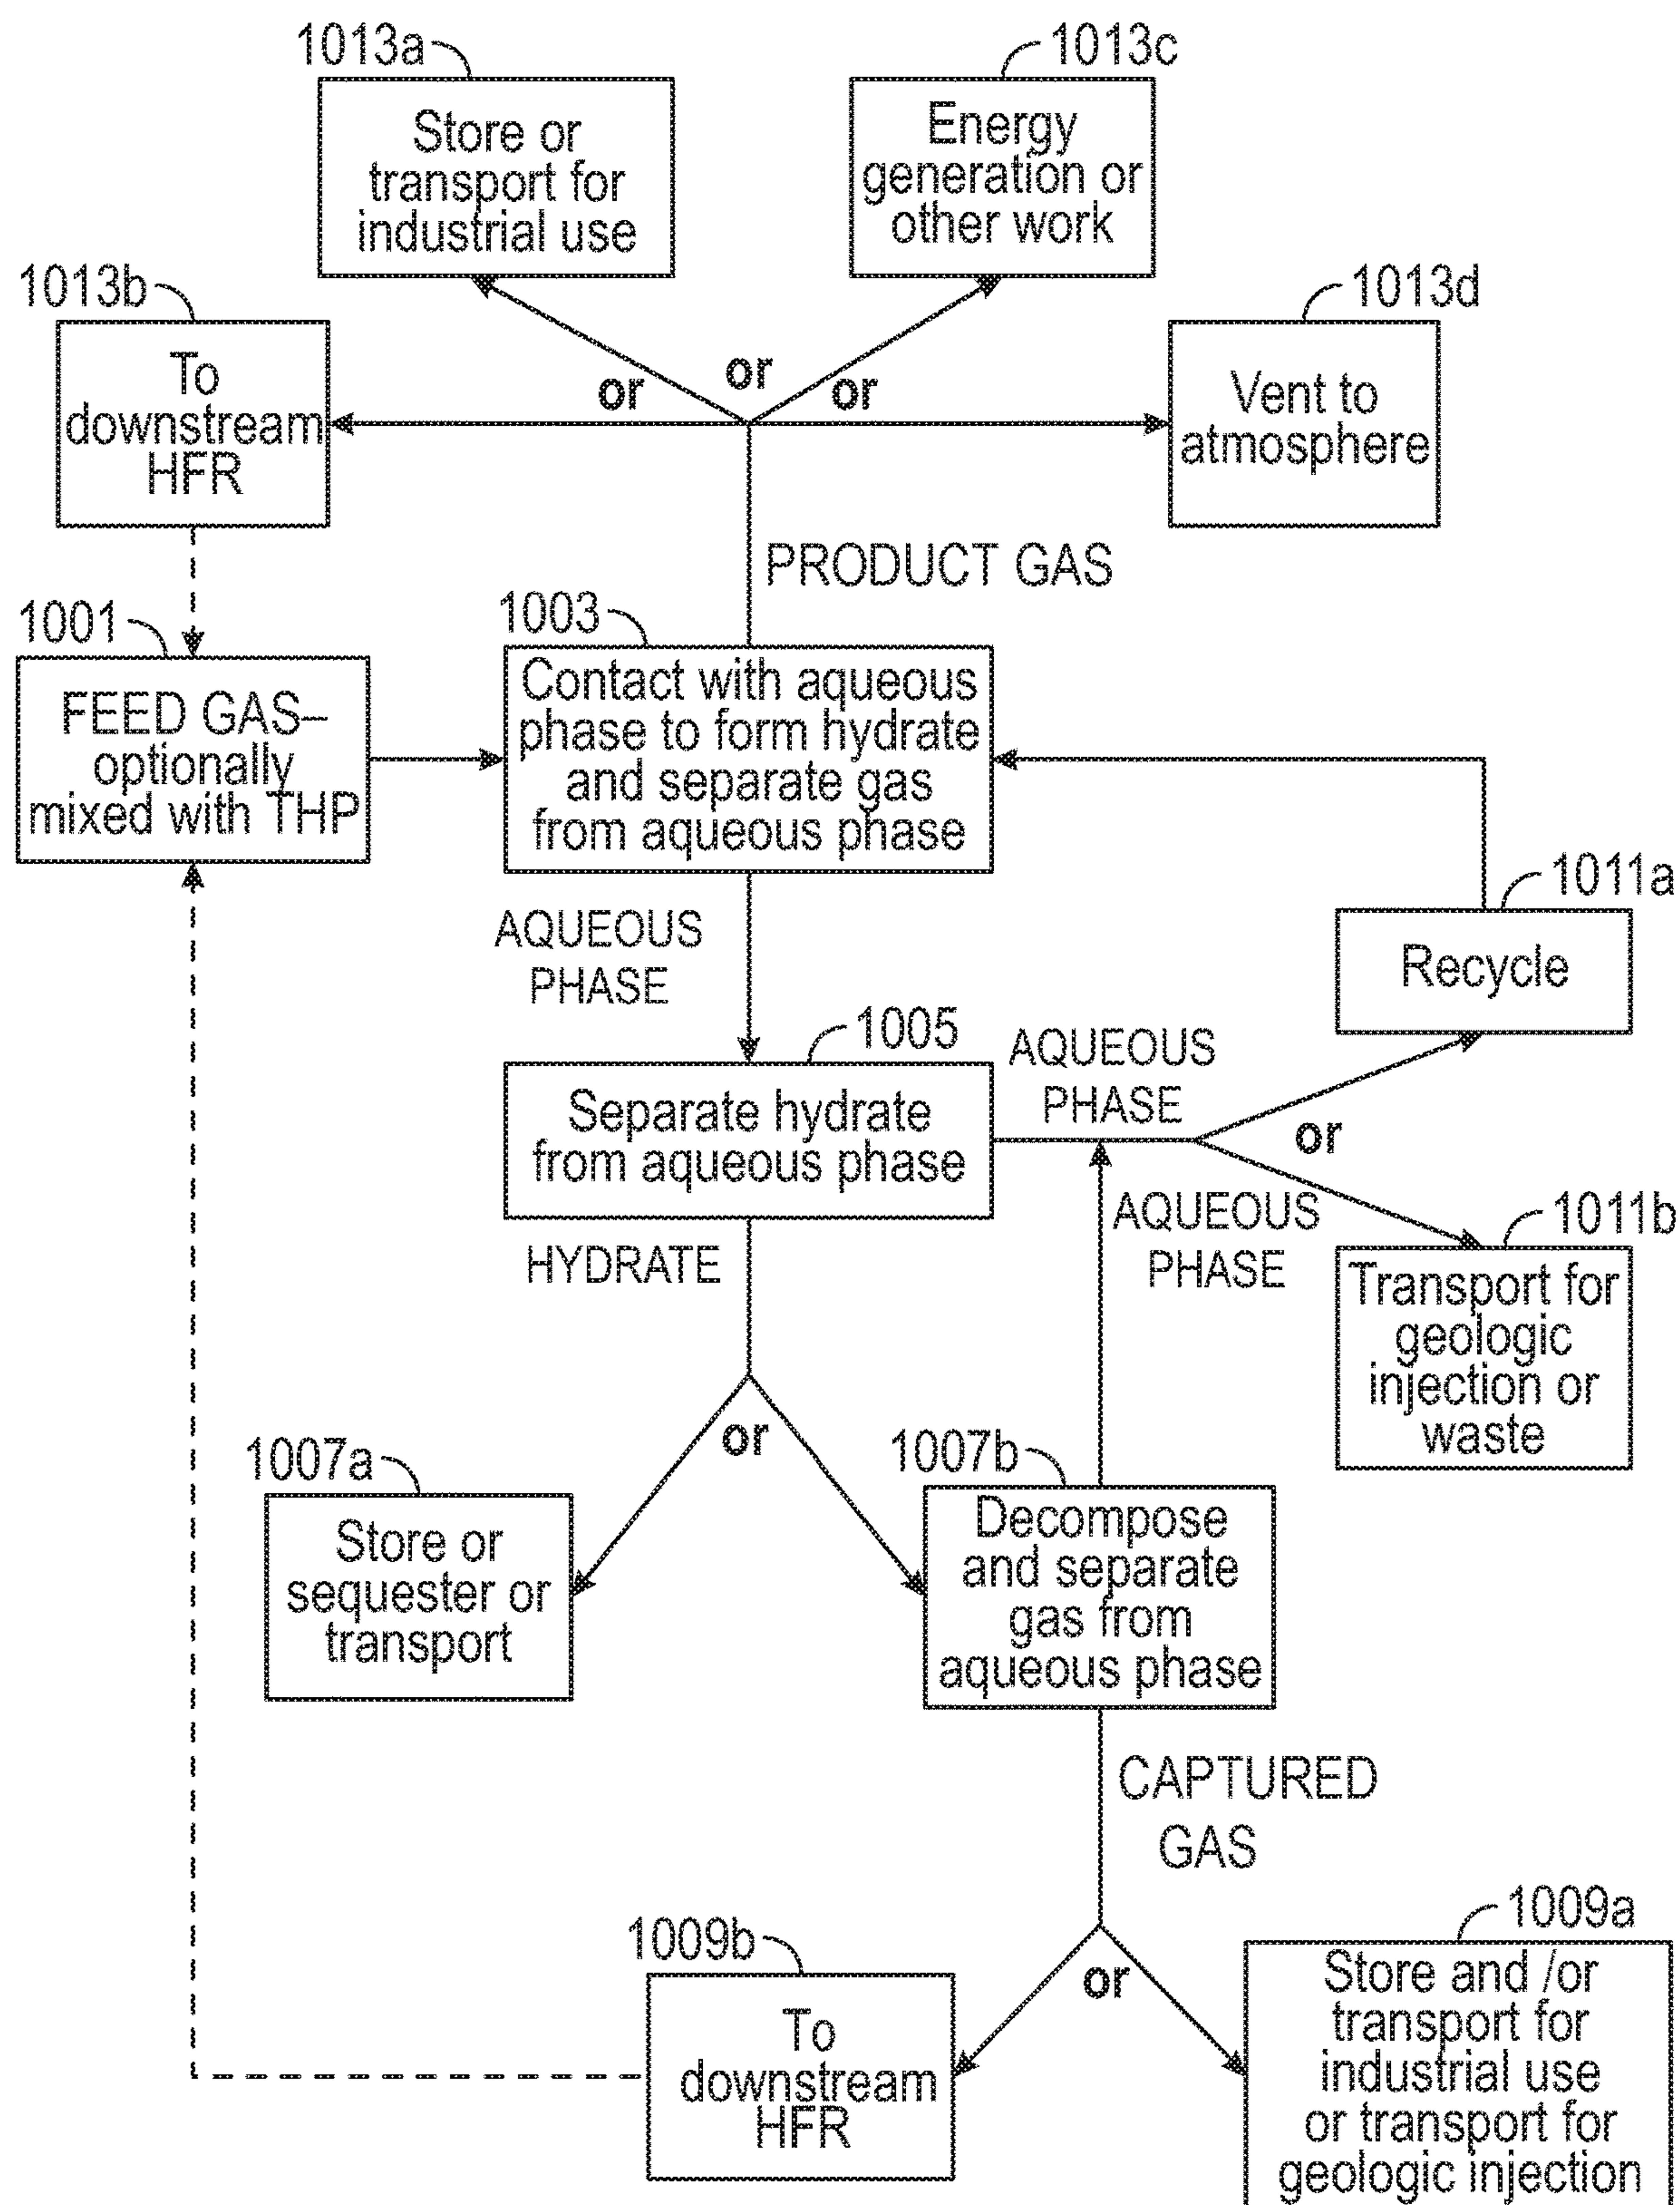 1013a
1013c
Store or
transport for
industrial use
Energy
generation or
other work
1013b
1013d
To
downstream
HFR
or
or
or
Vent to
atmosphere
PRODUCT GAS
1001
1003
FEED GAS–
optionally
mixed with THP
Contact with aqueous
phase to form hydrate
and separate gas
from aqueous phase
1011a
AQUEOUS
PHASE
Recycle
1005
AQUEOUS
PHASE
Separate hydrate
from aqueous phase
or
AQUEOUS
PHASE
1011b
HYDRATE
Transport for
geologic
injection or
waste
or
1007a
1007b
Store or
sequester or
transport
Decompose
and separate
gas from
aqueous phase
CAPTURED
GAS
1009b
1009a
or
To
downstream
HFR
Store and /or
transport for
industrial use
or transport for
geologic injection